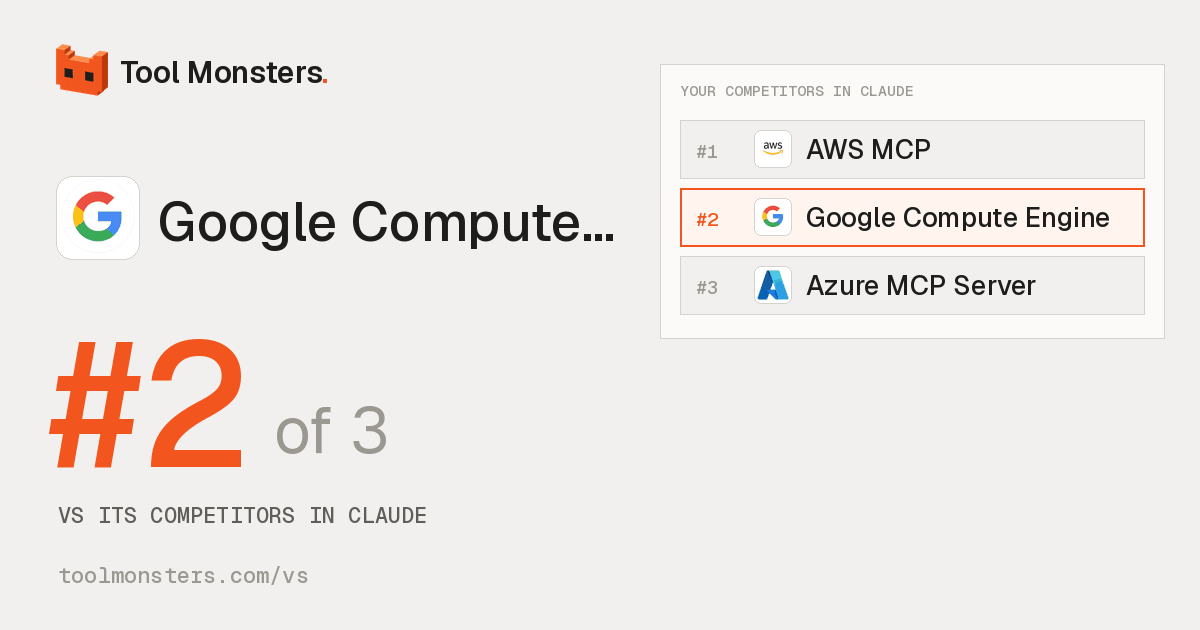 Tool Monsters.
Google Compute...
#2 of 3
VS ITS COMPETITORS IN CLAUDE
toolmonsters.com/vs
YOUR COMPETITORS IN CLAUDE
#1 aws AWS MCP
#2 Google Compute Engine
#3 Azure MCP Server